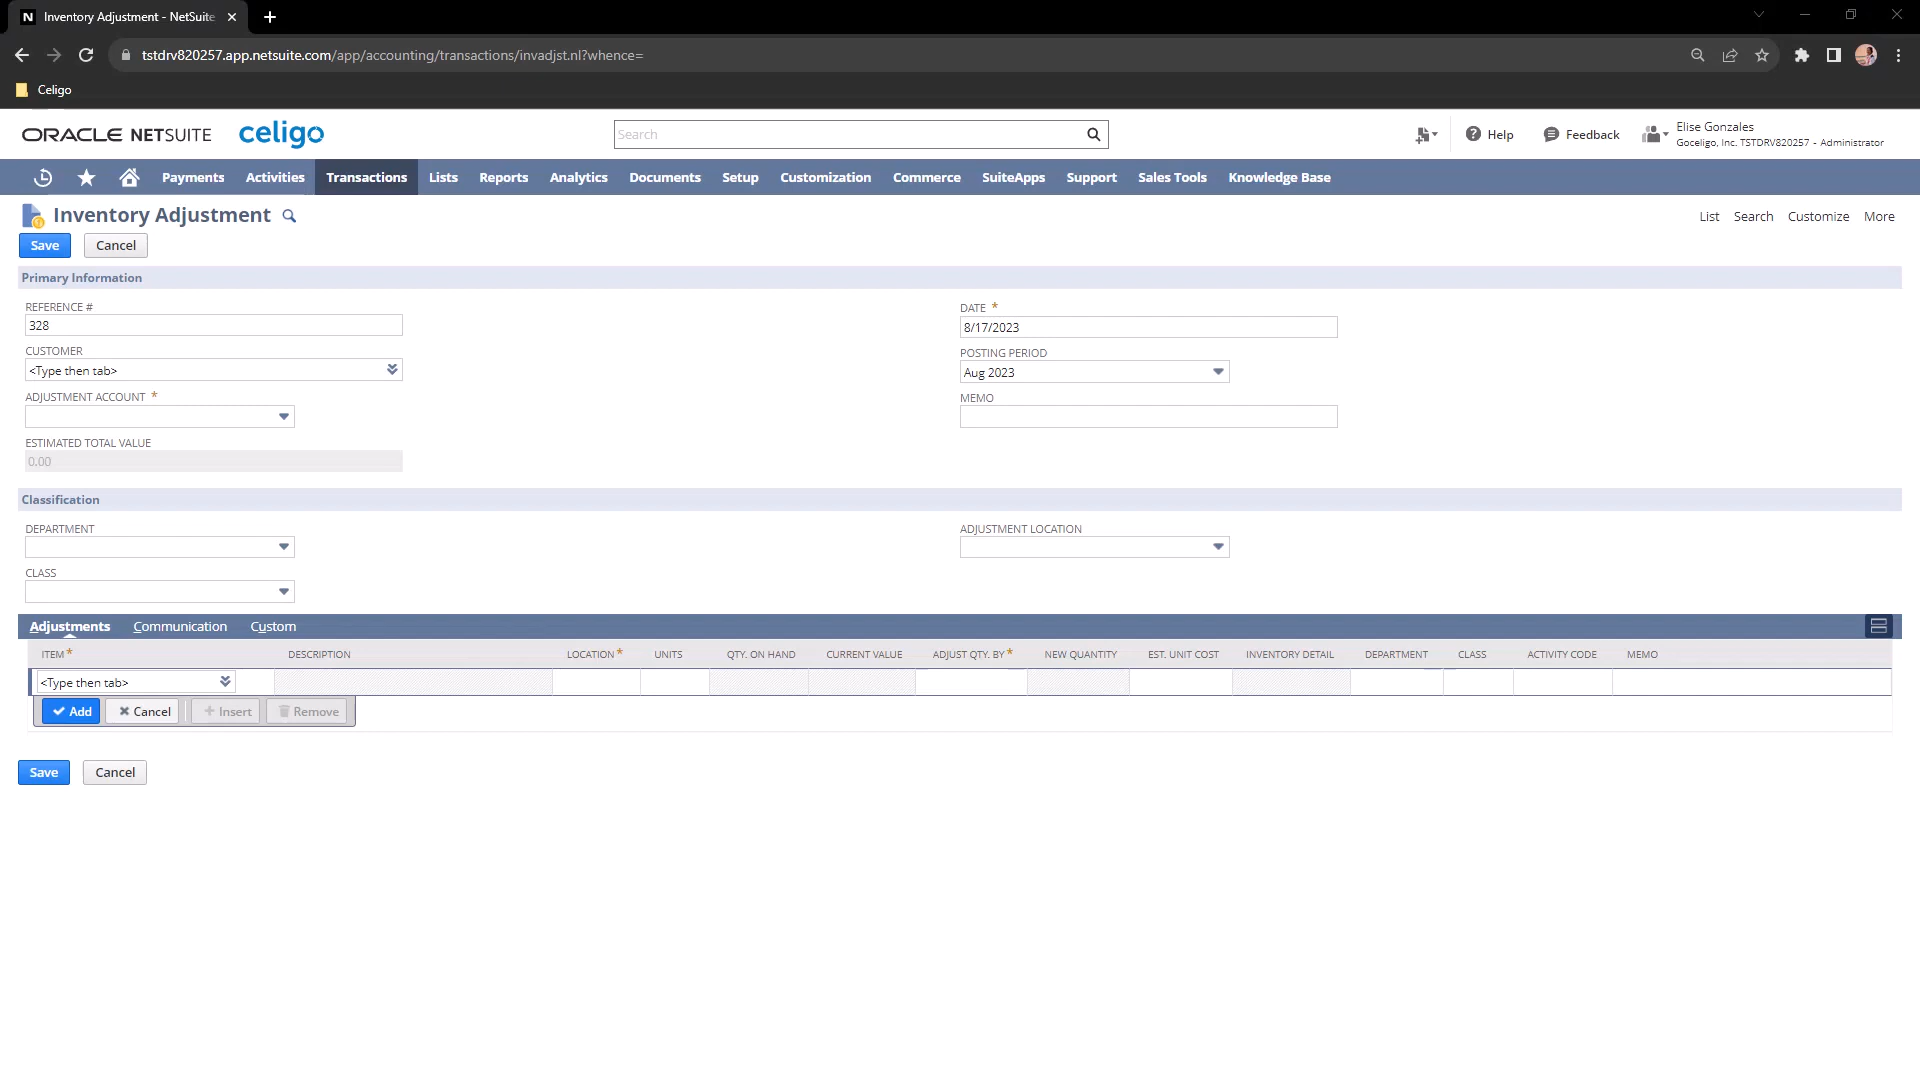 N Inventory Adjustment - NetSuite
tstdrv820257.app.netsuite.com/app/accounting/transactions/invadjst.nl?whence=
Celigo
ORACLE NETSUITE celigo
Search
Help
Feedback
Elise Gonzales
Goceligo, Inc. TSTDRV820257 - Administrator
Payments Activities Transactions Lists Reports Analytics Documents Setup Customization Commerce SuiteApps Support Sales Tools Knowledge Base
Inventory Adjustment
List Search Customize More
Save Cancel
Primary Information
REFERENCE #
328
CUSTOMER
<Type then tab>
ADJUSTMENT ACCOUNT *
ESTIMATED TOTAL VALUE
0.00
DATE *
8/17/2023
POSTING PERIOD
Aug 2023
MEMO
Classification
DEPARTMENT
CLASS
ADJUSTMENT LOCATION
Adjustments Communication Custom
ITEM * DESCRIPTION LOCATION * UNITS QTY. ON HAND CURRENT VALUE ADJUST QTY. BY * NEW QUANTITY EST. UNIT COST INVENTORY DETAIL DEPARTMENT CLASS ACTIVITY CODE MEMO
<Type then tab>
Add Cancel Insert Remove
Save Cancel